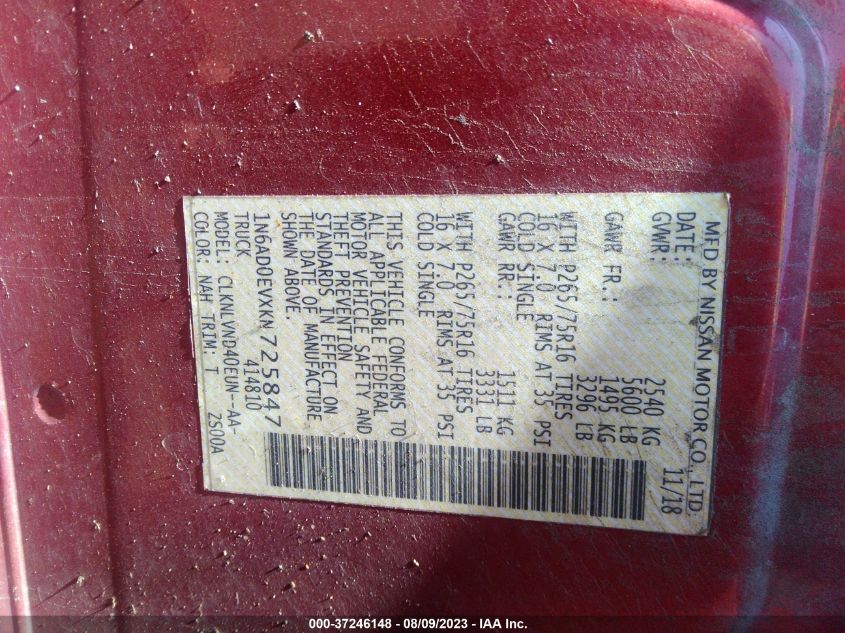 MFD BY NISSAN MOTOR CO., LTD.
DATE: 11/18
GVWR: 2540 KG
5600 LB
GAWR FR.: 1495 KG
3296 LB
WITH P265/75R16 TIRES
16 X 7.0 RIMS AT 35 PSI
COLD SINGLE
GAWR RR.: 1511 KG
3331 LB
WITH P265/75R16 TIRES
16 X 7.0 RIMS AT 35 PSI
COLD SINGLE
THIS VEHICLE CONFORMS TO
ALL APPLICABLE FEDERAL
MOTOR VEHICLE SAFETY AND
THEFT PREVENTION
STANDARDS IN EFFECT ON
THE DATE OF MANUFACTURE
SHOWN ABOVE.
1N6AD0EVXKN725847
TRUCK 414810
MODEL: CLKNLVND40EUN--AA-
COLOR: NAH TRIM: T ZS00A
000-37246148 - 08/09/2023 - IAA Inc.